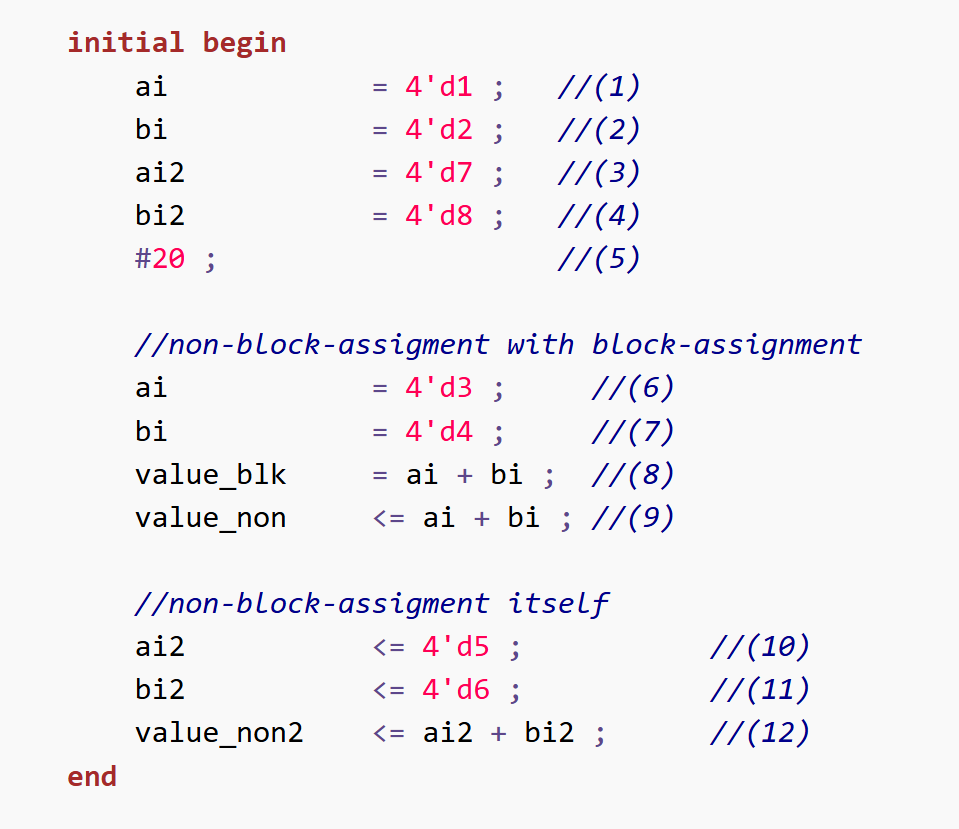 initial begin
    ai            = 4'd1 ;   //(1)
    bi            = 4'd2 ;   //(2)
    ai2           = 4'd7 ;   //(3)
    bi2           = 4'd8 ;   //(4)
    #20 ;                    //(5)
    //non-block-assigment with block-assignment
    ai            = 4'd3 ;     //(6)
    bi            = 4'd4 ;     //(7)
    value_blk     = ai + bi ;  //(8)
    value_non     <= ai + bi ; //(9)
    //non-block-assigment itself
    ai2           <= 4'd5 ;           //(10)
    bi2           <= 4'd6 ;           //(11)
    value_non2    <= ai2 + bi2 ;      //(12)
end